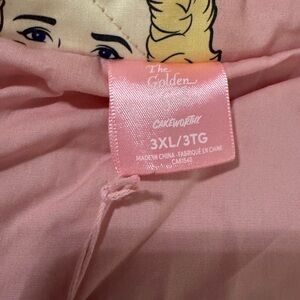 The
Golden
CAKEWORTHY
3XL/3TG
MADE IN CHINA · FABRIQUÉ EN CHINE